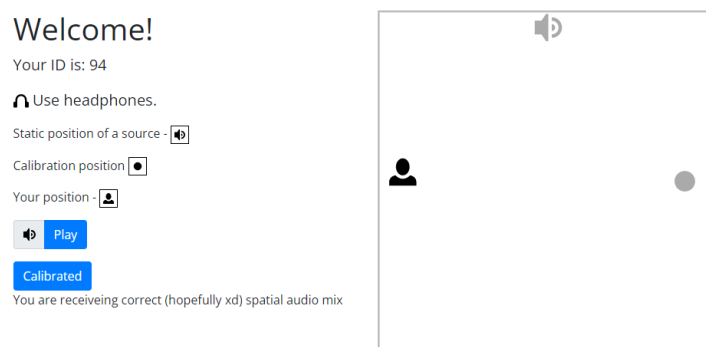 Welcome!
Your ID is: 94
Use headphones.
Static position of a source -
Calibration position
Your position -
Play
Calibrated
You are receiveing correct (hopefully xd) spatial audio mix